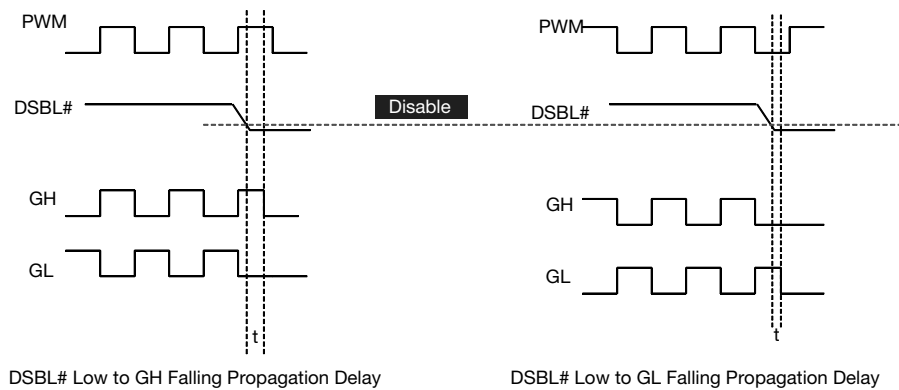 PWM
DSBL#
GH
GL
t
DSBL# Low to GH Falling Propagation Delay
Disable
PWM
DSBL#
GH
GL
t
DSBL# Low to GL Falling Propagation Delay